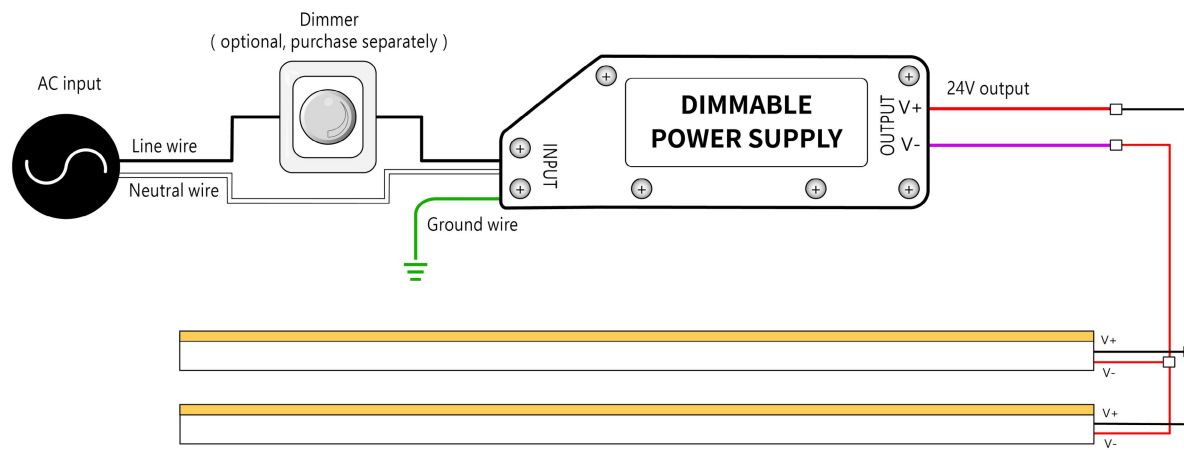 Dimmer
( optional, purchase separately )
AC input
Line wire
Neutral wire
Ground wire
INPUT
DIMMABLE
POWER SUPPLY
OUTPUT
V+
V-
24V output
V+
V-
V+
V-